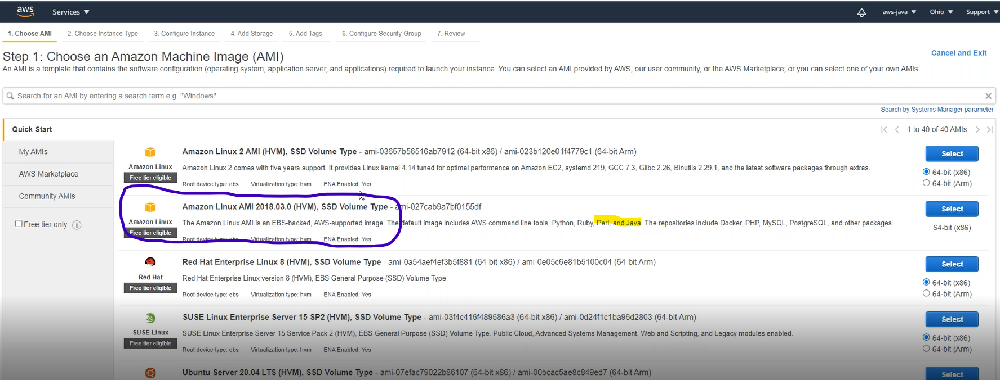 aws Services ▼ aws-java ▼ Ohio ▼ Support ▼
1. Choose AMI 2. Choose Instance Type 3. Configure Instance 4. Add Storage 5. Add Tags 6. Configure Security Group 7. Review
Step 1: Choose an Amazon Machine Image (AMI)
Cancel and Exit
An AMI is a template that contains the software configuration (operating system, application server, and applications) required to launch your instance. You can select an AMI provided by AWS, our user community, or the AWS Marketplace; or you can select one of your own AMIs.
Search for an AMI by entering a search term e.g. "Windows"
Search by Systems Manager parameter
Quick Start
My AMIs
AWS Marketplace
Community AMIs
Free tier only
1 to 40 of 40 AMIs
Amazon Linux
Free tier eligible
Amazon Linux 2 AMI (HVM), SSD Volume Type - ami-03657b56516ab7912 (64-bit x86) / ami-023b120e01f4779c1 (64-bit Arm)
Amazon Linux 2 comes with five years support. It provides Linux kernel 4.14 tuned for optimal performance on Amazon EC2, systemd 219, GCC 7.3, Glibc 2.26, Binutils 2.29.1, and the latest software packages through extras.
Root device type: ebs Virtualization type: hvm ENA Enabled: Yes
Select
64-bit (x86)
64-bit (Arm)
Amazon Linux
Free tier eligible
Amazon Linux AMI 2018.03.0 (HVM), SSD Volume Type - ami-027cab9a7bf0155df
The Amazon Linux AMI is an EBS-backed, AWS-supported image. The default image includes AWS command line tools, Python, Ruby, Perl, and Java. The repositories include Docker, PHP, MySQL, PostgreSQL, and other packages.
Root device type: ebs Virtualization type: hvm ENA Enabled: Yes
Select
64-bit (x86)
Red Hat
Free tier eligible
Red Hat Enterprise Linux 8 (HVM), SSD Volume Type - ami-0a54aef4ef3b5f881 (64-bit x86) / ami-0e05c6e81b5100c04 (64-bit Arm)
Red Hat Enterprise Linux version 8 (HVM), EBS General Purpose (SSD) Volume Type
Root device type: ebs Virtualization type: hvm ENA Enabled: Yes
Select
64-bit (x86)
64-bit (Arm)
SUSE Linux
Free tier eligible
SUSE Linux Enterprise Server 15 SP2 (HVM), SSD Volume Type - ami-03f4c416f489586a3 (64-bit x86) / ami-0d24f1c1ba96d2803 (64-bit Arm)
SUSE Linux Enterprise Server 15 Service Pack 2 (HVM), EBS General Purpose (SSD) Volume Type. Public Cloud, Advanced Systems Management, Web and Scripting, and Legacy modules enabled.
Root device type: ebs Virtualization type: hvm ENA Enabled: Yes
Select
64-bit (x86)
64-bit (Arm)
Ubuntu Server 20.04 LTS (HVM), SSD Volume Type - ami-07efac79022b86107 (64-bit x86) / ami-00bcac5ae8c849ed7 (64-bit Arm)
Select